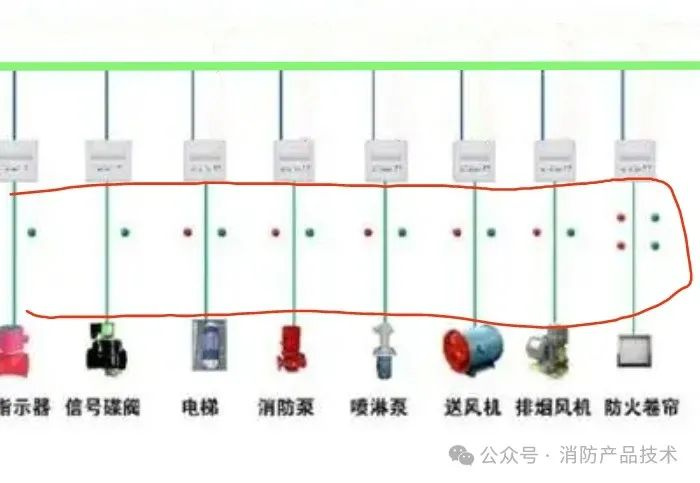 指示器 信号碟阀 电梯 消防泵 喷淋泵 送风机 排烟风机 防火卷帘
公众号 · 消防产品技术